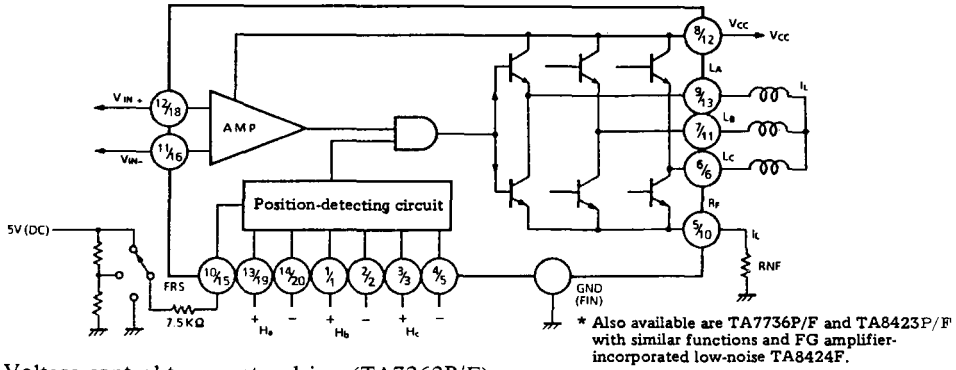 8/12
Vcc
Vcc
LA
9/13
IL
12/18
VIN+
AMP
LB
7/11
11/16
VIN-
LC
6/6
Position-detecting circuit
RF
5/10
IL
5V (DC)
RNF
10/15
13/19
14/20
1/1
2/2
3/3
4/5
FRS
GND
(FIN)
7.5KΩ
+ Ha - + Hb - + Hc -
* Also available are TA7736P/F and TA8423P/F
with similar functions and FG amplifier-
incorporated low-noise TA8424F.